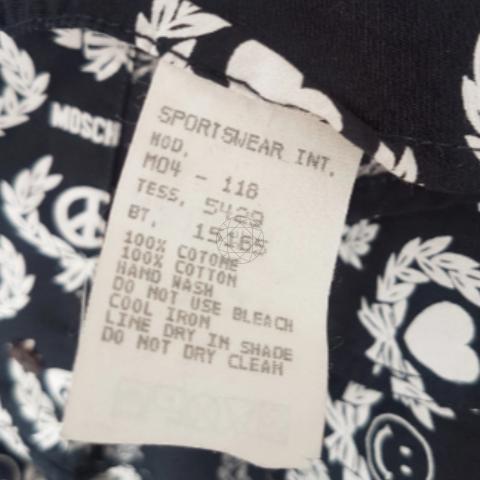 MOSCH
SPORTSWEAR INT.
MOD.
M04 - 118
TESS. 5429
BT. 15165
100% COTONE
100% COTTON
HAND WASH
DO NOT USE BLEACH
COOL IRON
LINE DRY IN SHADE
DO NOT DRY CLEAN